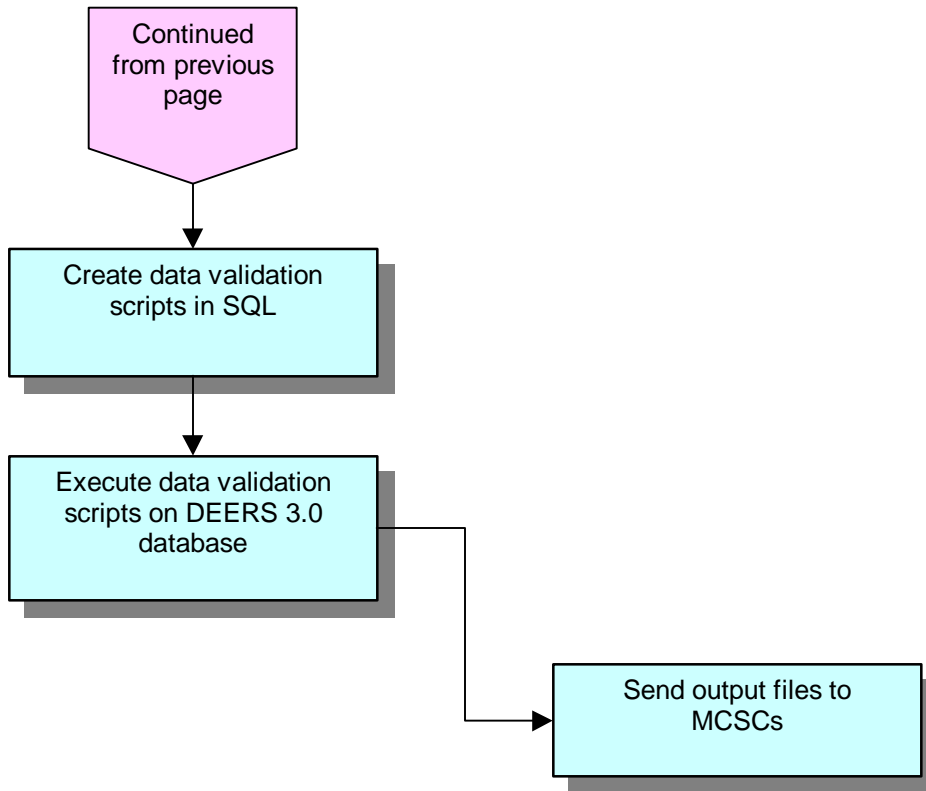 Continued
from previous
page
Create data validation
scripts in SQL
Execute data validation
scripts on DEERS 3.0
database
Send output files to
MCSCs